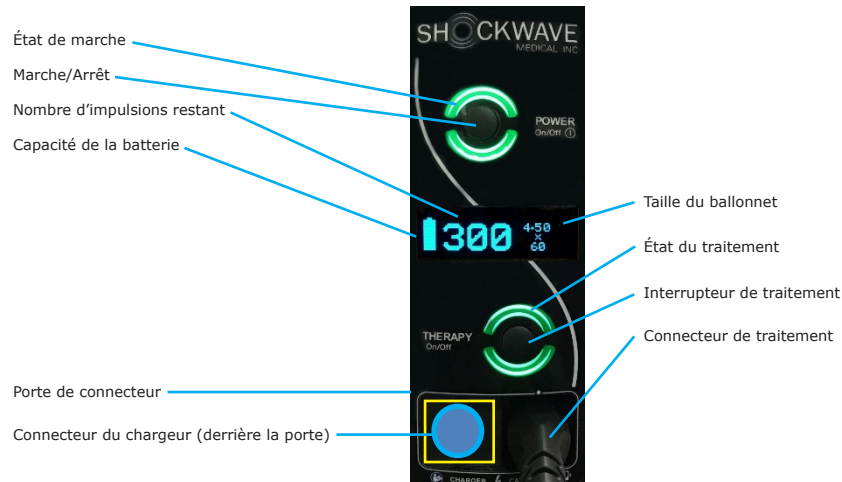 État de marche
Marche/Arrêt
Nombre d’impulsions restant
Capacité de la batterie
Porte de connecteur
Connecteur du chargeur (derrière la porte)
SHOCKWAVE
MEDICAL INC
POWER
On/Off
300
4.50
x
60
THERAPY
On/Off
CHARGER
Taille du ballonnet
État du traitement
Interrupteur de traitement
Connecteur de traitement